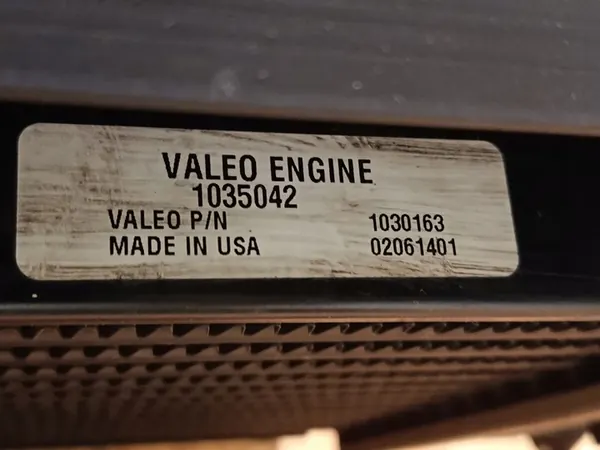 VALEO ENGINE
1035042
VALEO P/N 1030163
MADE IN USA 02061401